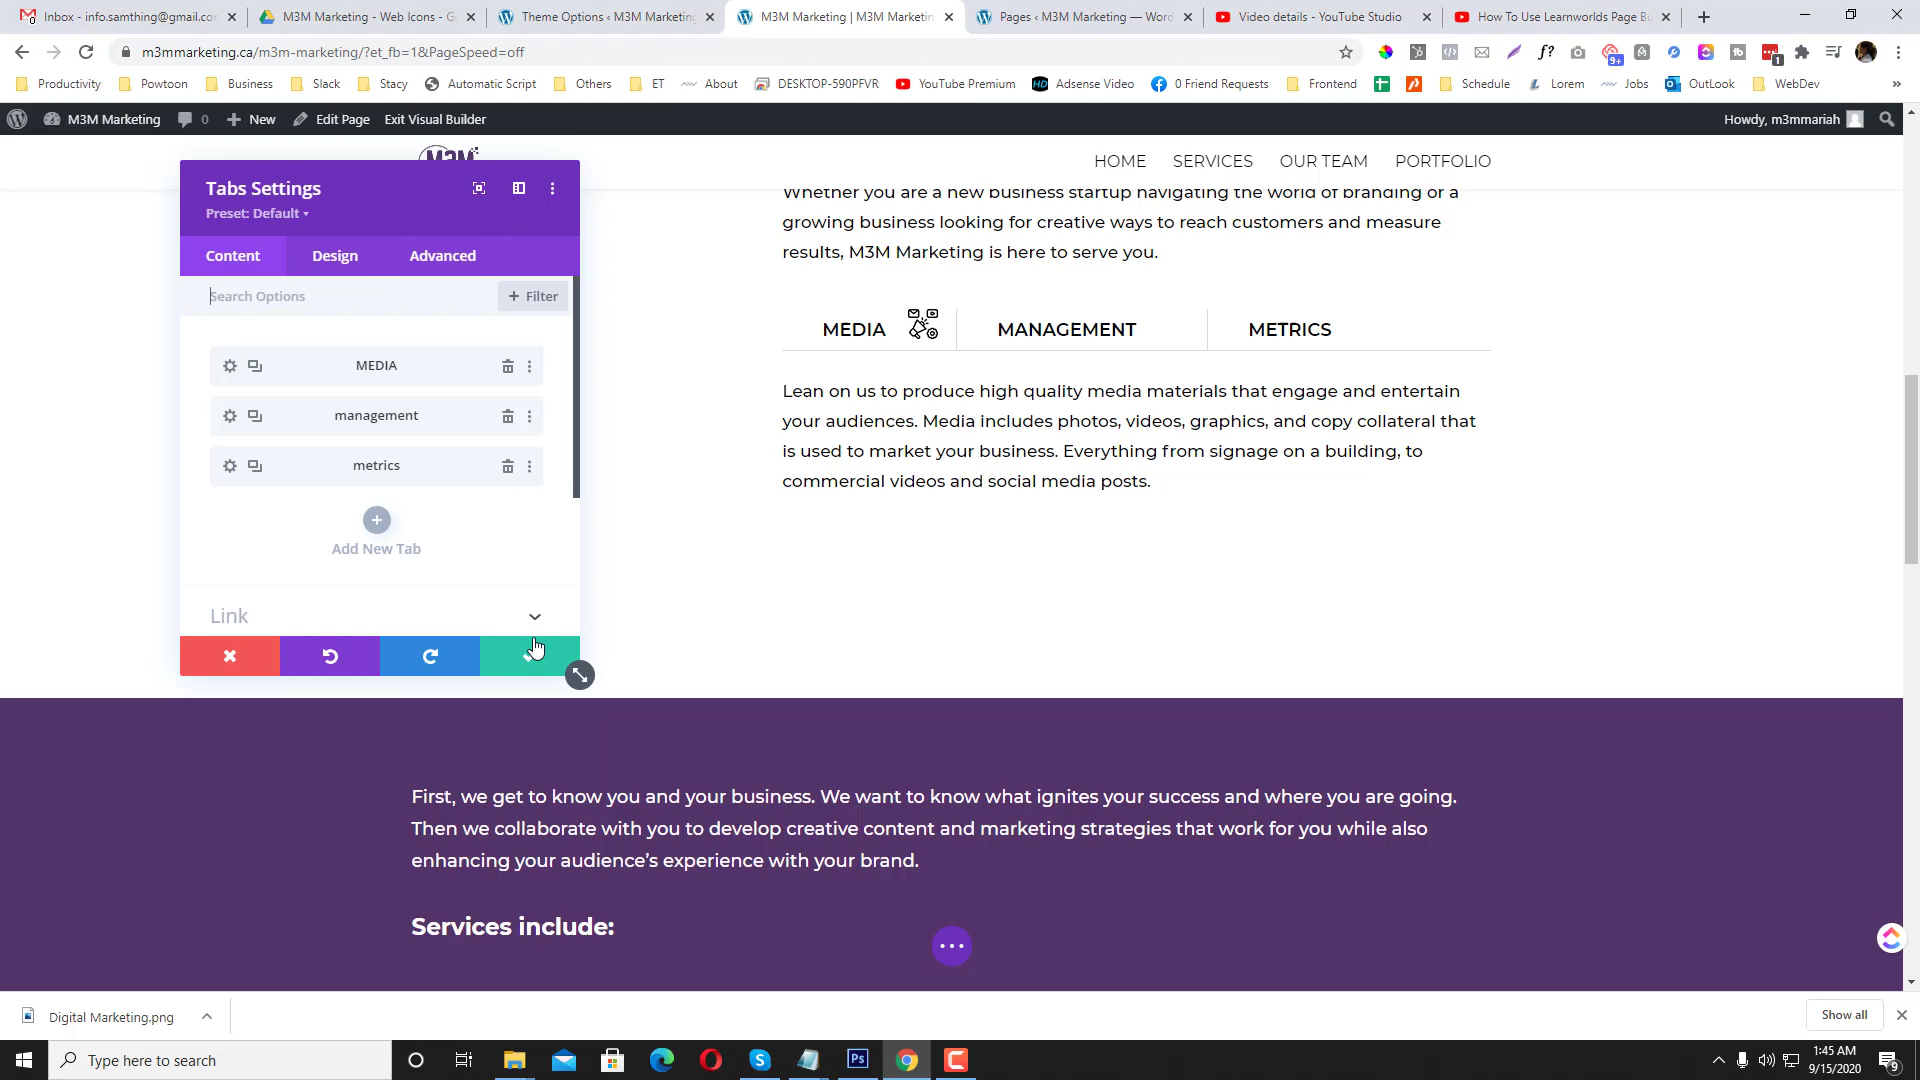 Inbox - info.samthing@gmail.co
M3M Marketing - Web Icons - Go
Theme Options ‹ M3M Marketing
M3M Marketing | M3M Marketin
Pages ‹ M3M Marketing — Word
Video details - YouTube Studio
How To Use Learnworlds Page Bu
m3mmarketing.ca/m3m-marketing/?et_fb=1&PageSpeed=off
9+
1
Productivity
Powtoon
Business
Slack
Stacy
Automatic Script
Others
ET
About
DESKTOP-590PFVR
YouTube Premium
HD
Adsense Video
0 Friend Requests
Frontend
Schedule
Lorem
Jobs
OutLook
WebDev
»
M3M Marketing
0
New
Edit Page
Exit Visual Builder
Howdy, m3mmariah
M3M
HOME
SERVICES
OUR TEAM
PORTFOLIO
Tabs Settings
Preset: Default
Content
Design
Advanced
Search Options
+ Filter
MEDIA
management
metrics
Add New Tab
Link
Whether you are a new business startup navigating the world of branding or a
growing business looking for creative ways to reach customers and measure
results, M3M Marketing is here to serve you.
MEDIA
MANAGEMENT
METRICS
Lean on us to produce high quality media materials that engage and entertain
your audiences. Media includes photos, videos, graphics, and copy collateral that
is used to market your business. Everything from signage on a building, to
commercial videos and social media posts.
First, we get to know you and your business. We want to know what ignites your success and where you are going.
Then we collaborate with you to develop creative content and marketing strategies that work for you while also
enhancing your audience’s experience with your brand.
Services include:
Digital Marketing.png
Show all
Type here to search
Ps
1:45 AM
9/15/2020
9